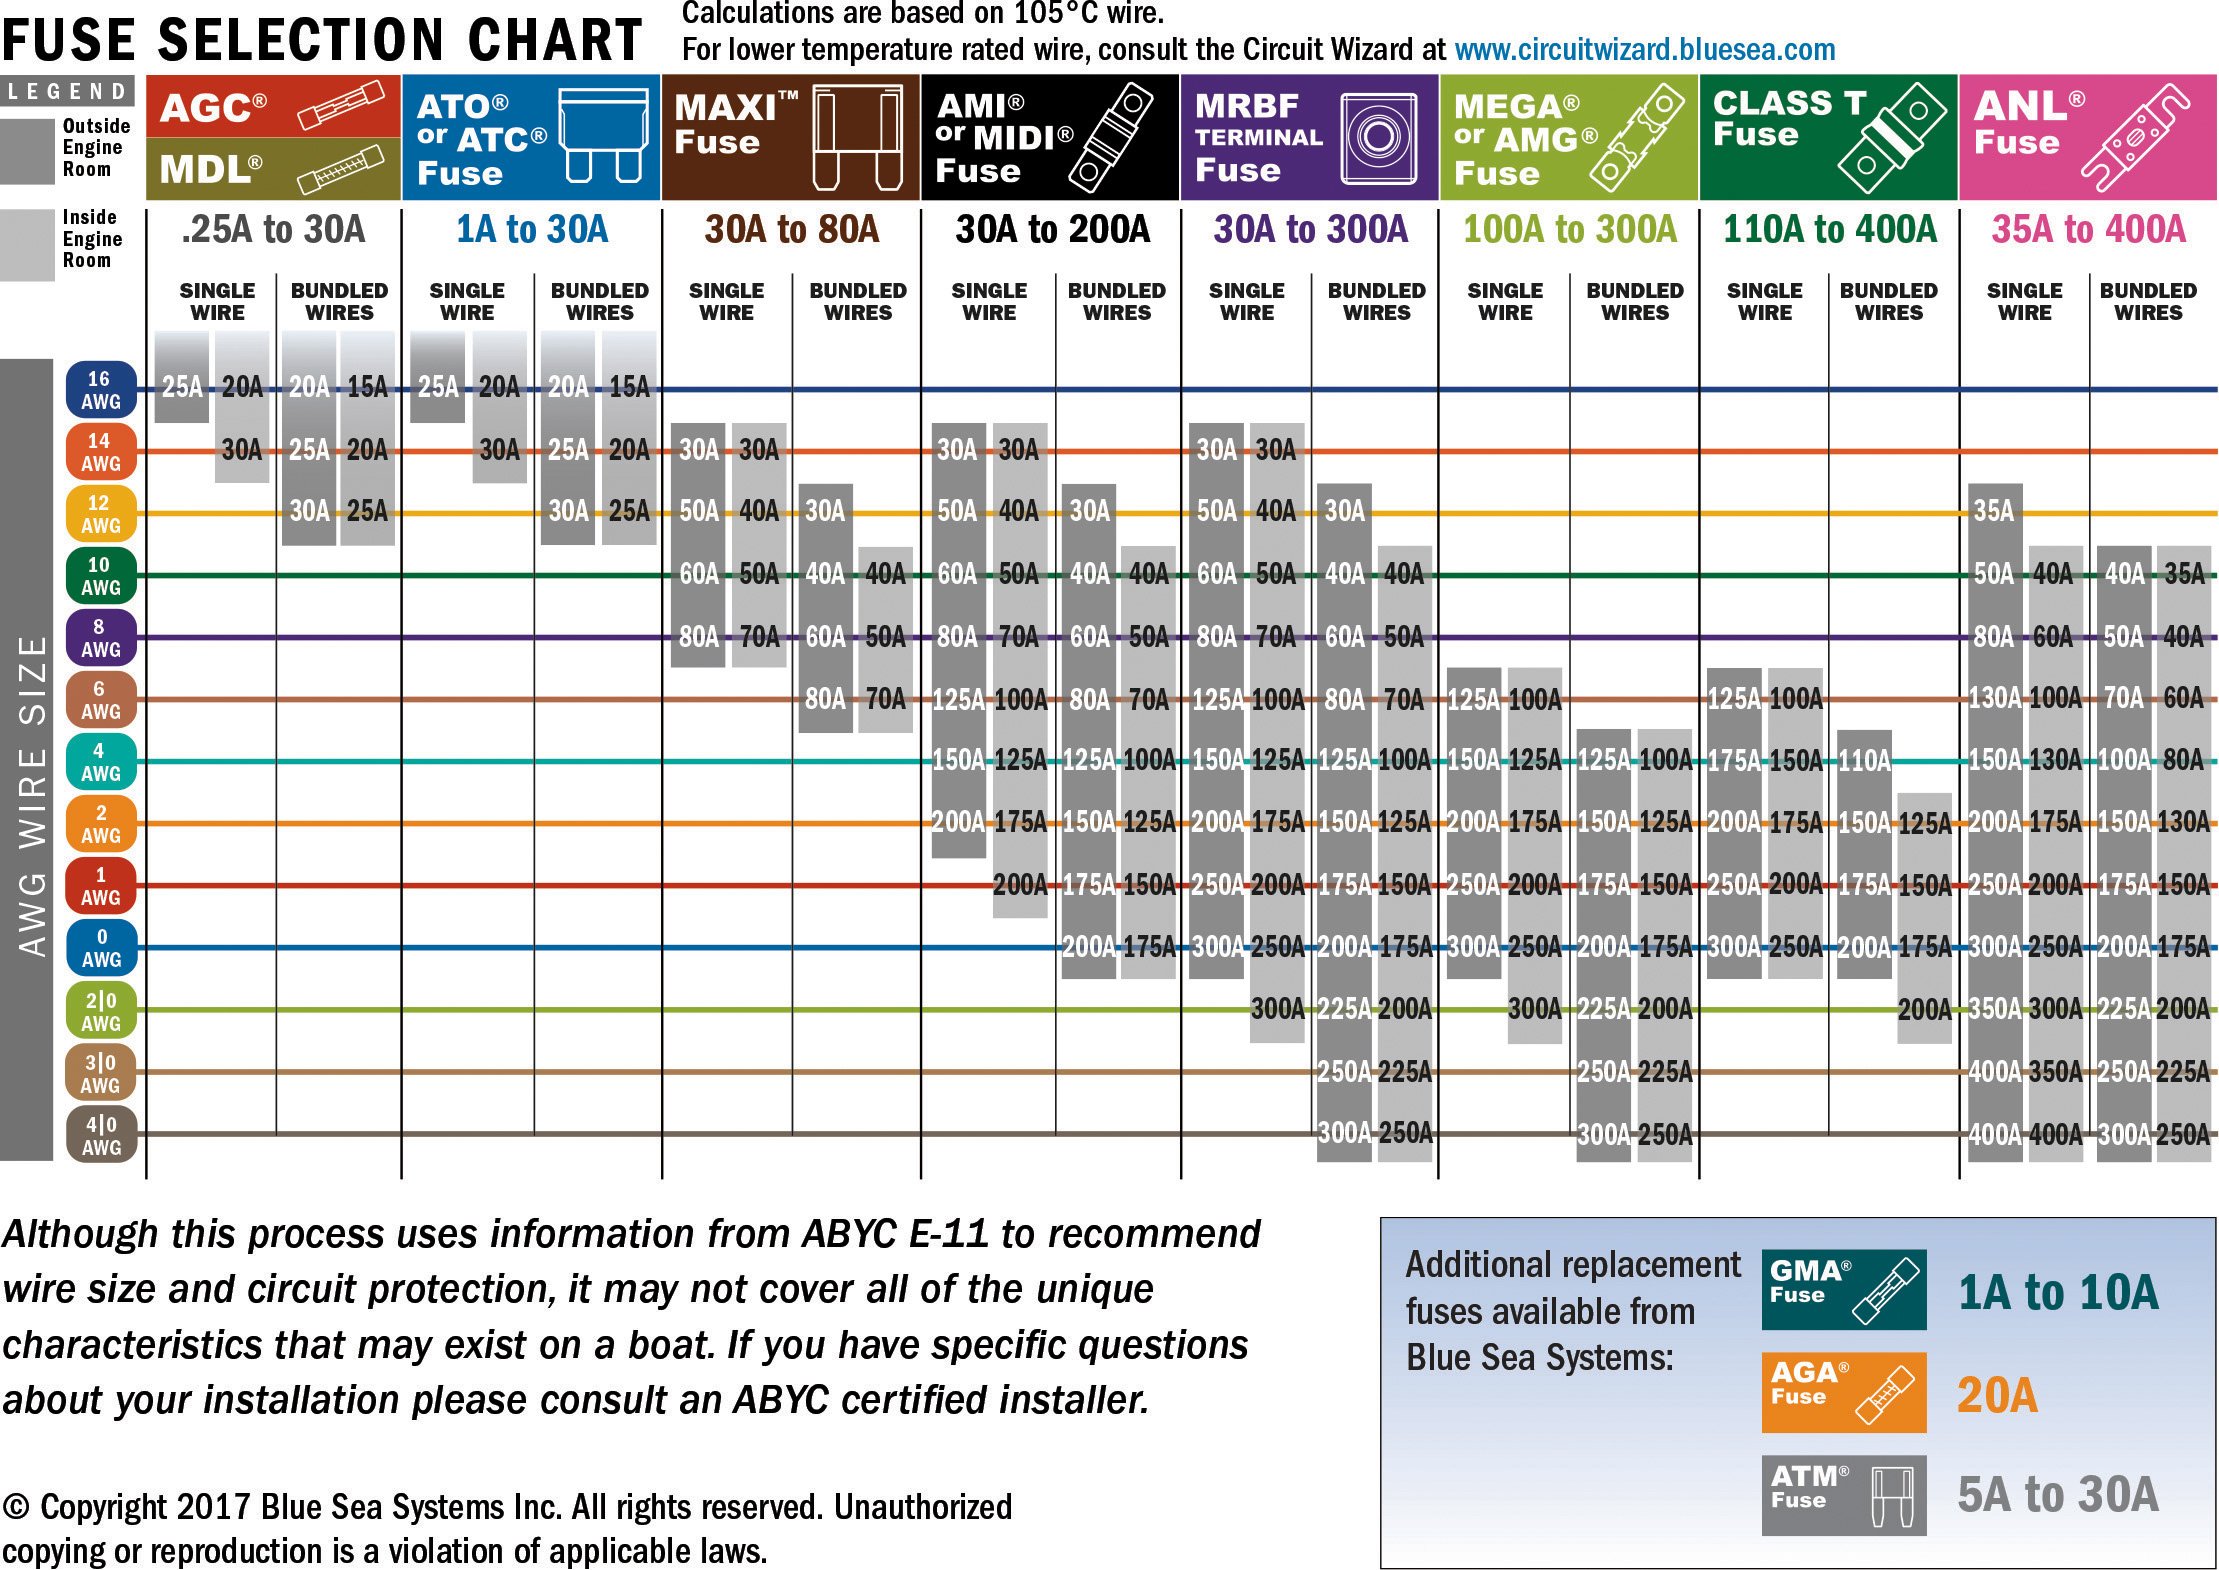 FUSE SELECTION CHART
Calculations are based on 105°C wire.
For lower temperature rated wire, consult the Circuit Wizard at www.circuitwizard.bluesea.com
LEGEND
Outside
Engine
Room
Inside
Engine
Room
AGC®
MDL®
ATO®
or ATC®
Fuse
MAXI™
Fuse
AMI®
or MIDI®
Fuse
MRBF
TERMINAL
Fuse
MEGA®
or AMG®
Fuse
CLASS T
Fuse
ANL®
Fuse
.25A to 30A 1A to 30A 30A to 80A 30A to 200A 30A to 300A 100A to 300A 110A to 400A 35A to 400A
SINGLE BUNDLED SINGLE BUNDLED SINGLE BUNDLED SINGLE BUNDLED SINGLE BUNDLED SINGLE BUNDLED SINGLE BUNDLED SINGLE BUNDLED
WIRE WIRES WIRE WIRES WIRE WIRES WIRE WIRES WIRE WIRES WIRE WIRES WIRE WIRES WIRE WIRES
AWG WIRE SIZE
16 AWG 25A 20A 20A 15A 25A 20A 20A 15A
14 AWG 30A 25A 20A 30A 25A 20A 30A 30A 30A 30A 30A 30A
12 AWG 30A 25A 30A 25A 50A 40A 30A 50A 40A 30A 50A 40A 30A 35A
10 AWG 60A 50A 40A 40A 60A 50A 40A 40A 60A 50A 40A 40A 50A 40A 40A 35A
8 AWG 80A 70A 60A 50A 80A 70A 60A 50A 80A 70A 60A 50A 80A 60A 50A 40A
6 AWG 80A 70A 125A 100A 80A 70A 125A 100A 80A 70A 125A 100A 125A 100A 130A 100A 70A 60A
4 AWG 150A 125A 125A 100A 150A 125A 125A 100A 150A 125A 125A 100A 175A 150A 110A 150A 130A 100A 80A
2 AWG 200A 175A 150A 125A 200A 175A 150A 125A 200A 175A 150A 125A 200A 175A 150A 125A 200A 175A 150A 130A
1 AWG 200A 175A 150A 250A 200A 175A 150A 250A 200A 175A 150A 250A 200A 175A 150A 250A 200A 175A 150A
0 AWG 200A 175A 300A 250A 200A 175A 300A 250A 200A 175A 300A 250A 200A 175A 300A 250A 200A 175A
2|0 AWG 300A 225A 200A 300A 225A 200A 200A 350A 300A 225A 200A
3|0 AWG 250A 225A 250A 225A 400A 350A 250A 225A
4|0 AWG 300A 250A 300A 250A 400A 400A 300A 250A
Although this process uses information from ABYC E-11 to recommend
wire size and circuit protection, it may not cover all of the unique
characteristics that may exist on a boat. If you have specific questions
about your installation please consult an ABYC certified installer.
© Copyright 2017 Blue Sea Systems Inc. All rights reserved. Unauthorized
copying or reproduction is a violation of applicable laws.
Additional replacement
fuses available from
Blue Sea Systems:
GMA®
Fuse
1A to 10A
AGA®
Fuse
20A
ATM®
Fuse
5A to 30A